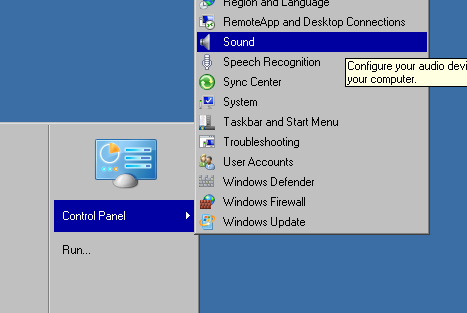 Region and Language
RemoteApp and Desktop Connections
Sound
Speech Recognition
Configure your audio devi
your computer.
Sync Center
System
Taskbar and Start Menu
Troubleshooting
User Accounts
Windows Defender
Windows Firewall
Windows Update
Control Panel
Run...